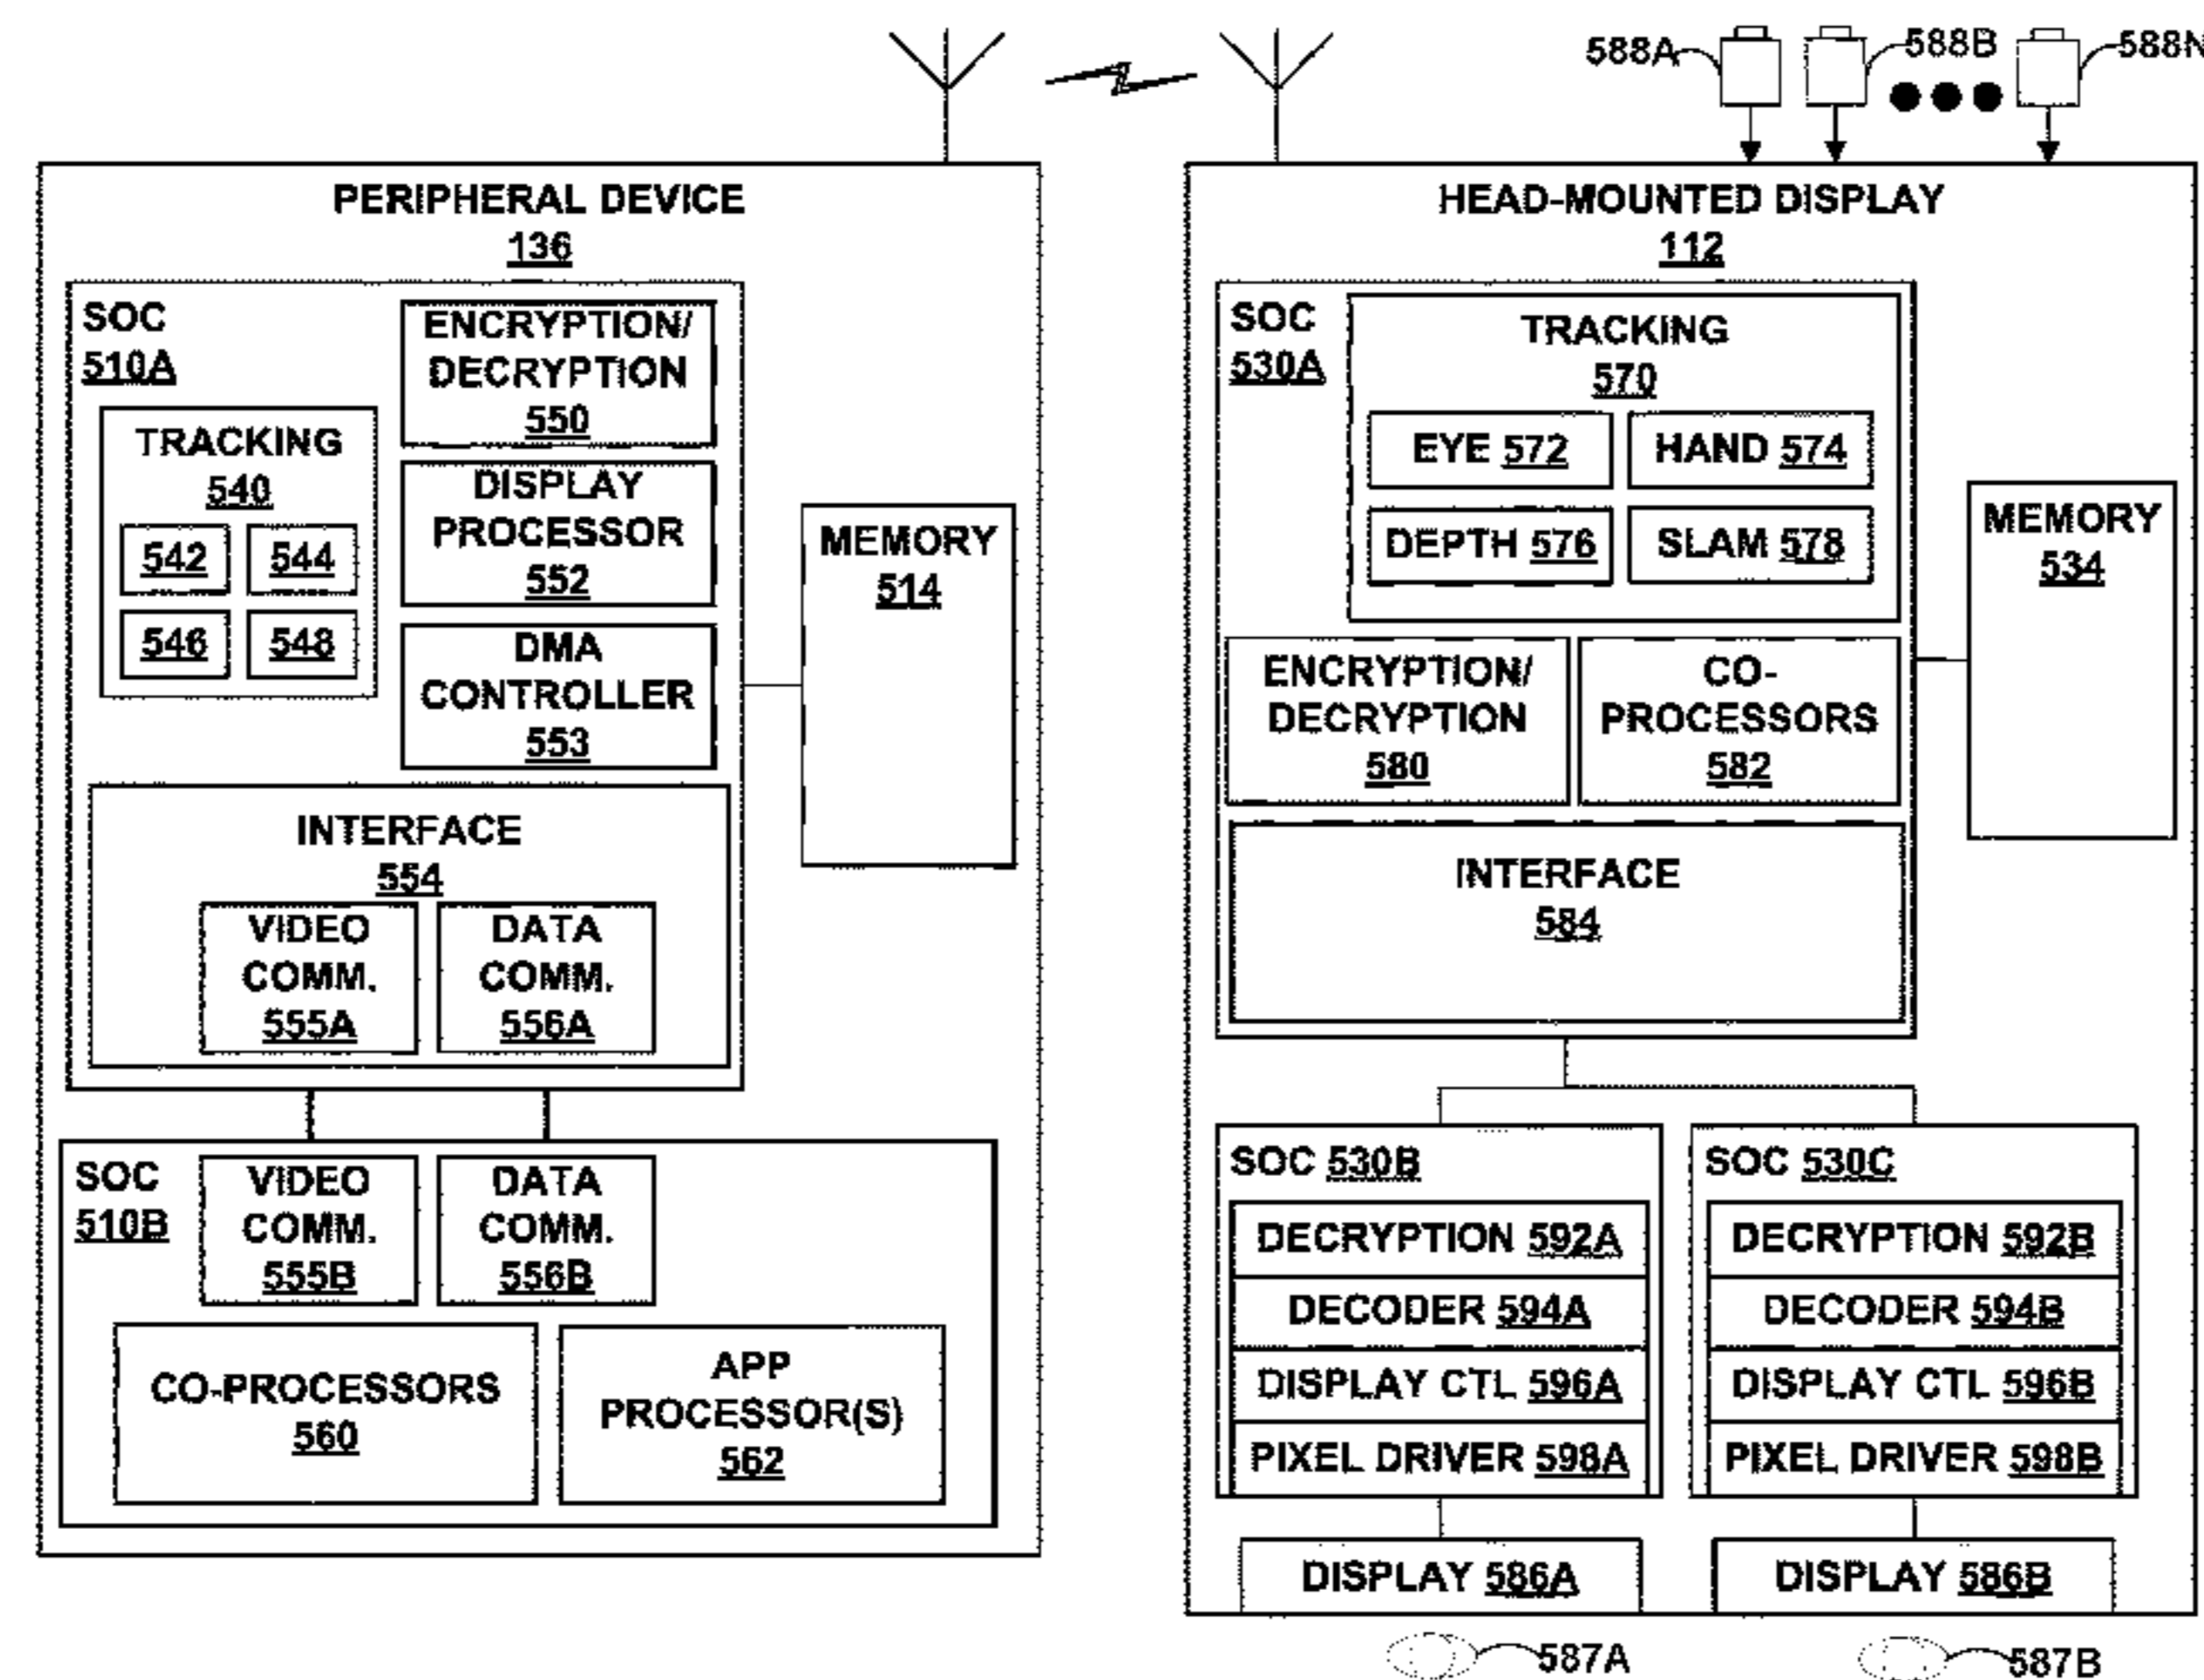 588A
588B
588N
PERIPHERAL DEVICE
136
SOC
510A
ENCRYPTION/
DECRYPTION
550
TRACKING
540
542
544
546
548
DISPLAY
PROCESSOR
552
DMA
CONTROLLER
553
MEMORY
514
INTERFACE
554
VIDEO
COMM.
555A
DATA
COMM.
556A
SOC
510B
VIDEO
COMM.
555B
DATA
COMM.
556B
CO-PROCESSORS
560
APP
PROCESSOR(S)
562
HEAD-MOUNTED DISPLAY
112
SOC
530A
TRACKING
570
EYE 572
HAND 574
DEPTH 576
SLAM 578
MEMORY
534
ENCRYPTION/
DECRYPTION
580
CO-
PROCESSORS
582
INTERFACE
584
SOC 530B
DECRYPTION 592A
DECODER 594A
DISPLAY CTL 596A
PIXEL DRIVER 598A
SOC 530C
DECRYPTION 592B
DECODER 594B
DISPLAY CTL 596B
PIXEL DRIVER 598B
DISPLAY 586A
DISPLAY 586B
587A
587B